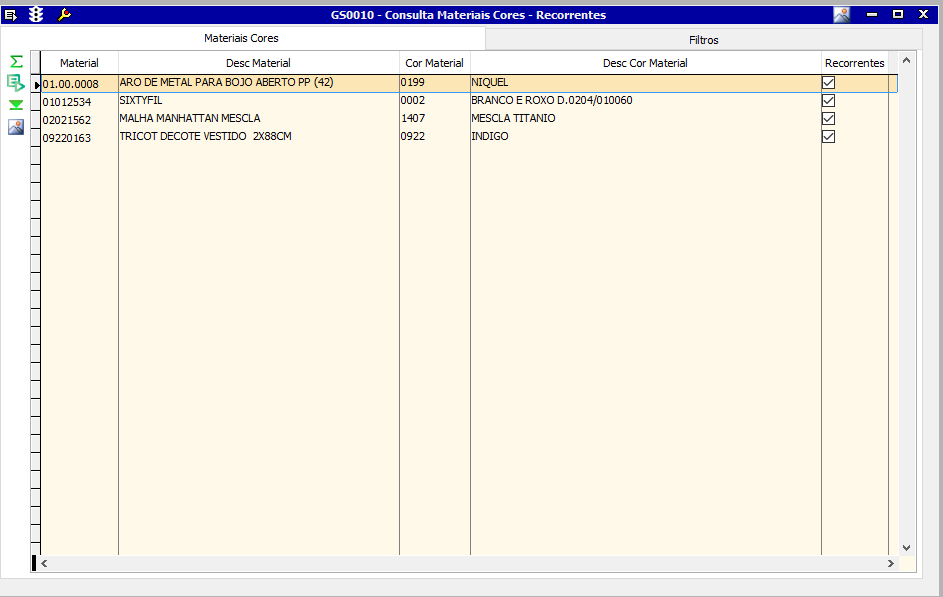 GS0010 - Consulta Materiais Cores - Recorrentes
Materiais Cores Filtros
Material Desc Material Cor Material Desc Cor Material Recorrentes
01.00.0008 ARO DE METAL PARA BOJO ABERTO PP (42) 0199 NIQUEL
01012534 SIXTYFIL 0002 BRANCO E ROXO D.0204/010060
02021562 MALHA MANHATTAN MESCLA 1407 MESCLA TITANIO
09220163 TRICOT DECOTE VESTIDO  2X88CM 0922 INDIGO